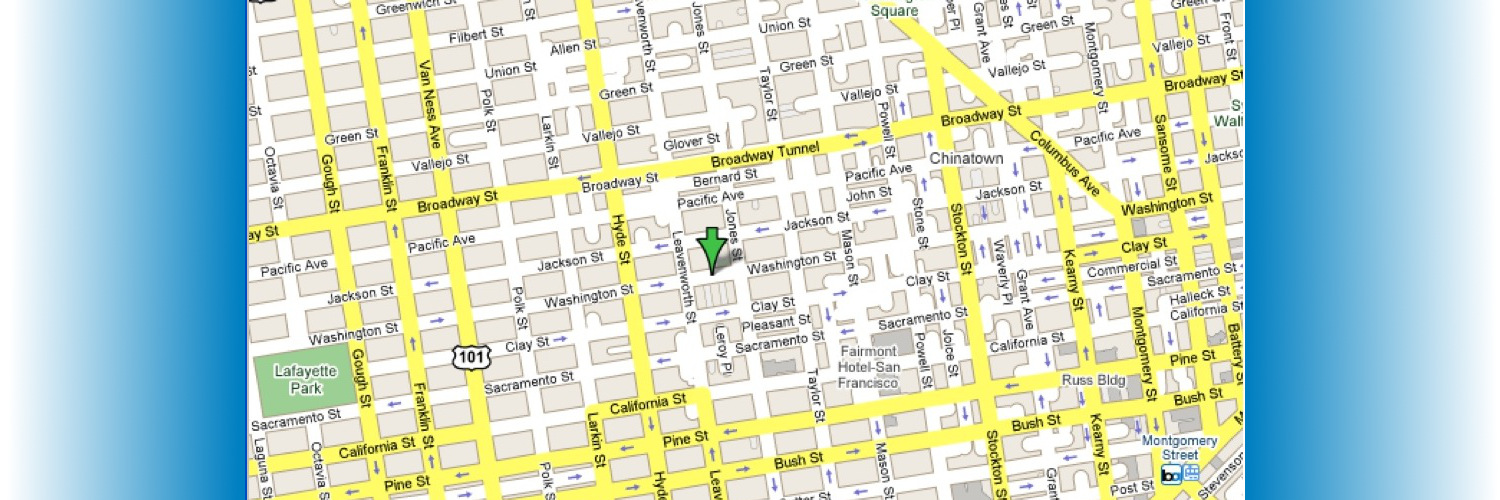 Greenwich St
Filbert St
Allen St
Union St
Square
Green St
Vallejo St
Jones St
Grant Ave
Montgomery St
Front St
Union St
Green St
Vallejo St
Broadway St
Van Ness Ave
Polk St
Green St
Taylor St
Vallejo St
Powell St
Broadway St
Columbus Ave
Pacific Ave
Sansome St
Green St
Larkin St
Vallejo St
Glover St
Broadway Tunnel
Chinatown
Octavia St
Gough St
Franklin St
Vallejo St
Broadway St
Bernard St
Pacific Ave
Pacific Ave
John St
Jackson St
Washington St
Broadway St
Hyde St
Jones St
Jackson St
Stone St
Stockton St
Clay St
Pacific Ave
Pacific Ave
Jackson St
Leavenworth St
Washington St
Mason St
Waverly Pl
Kearny St
Commercial St
Sacramento St
Jackson St
Washington St
Clay St
Clay St
Grant Ave
Halleck St
California St
Washington St
Polk St
Clay St
Pleasant St
Sacramento St
Leroy Pl
Sacramento St
California St
Montgomery St
Battery St
101
Lafayette
Park
Gough St
Franklin St
Sacramento St
Fairmont
Hotel-San
Francisco
Powell St
Joice St
Pine St
Russ Bldg
Taylor St
California St
Bush St
Sacramento St
California St
Larkin St
Pine St
Bush St
Bush St
Kearny St
Montgomery
Street
Laguna St
Octavia St
Pine St
Mason St
Stockton St
Post St
Stevenson